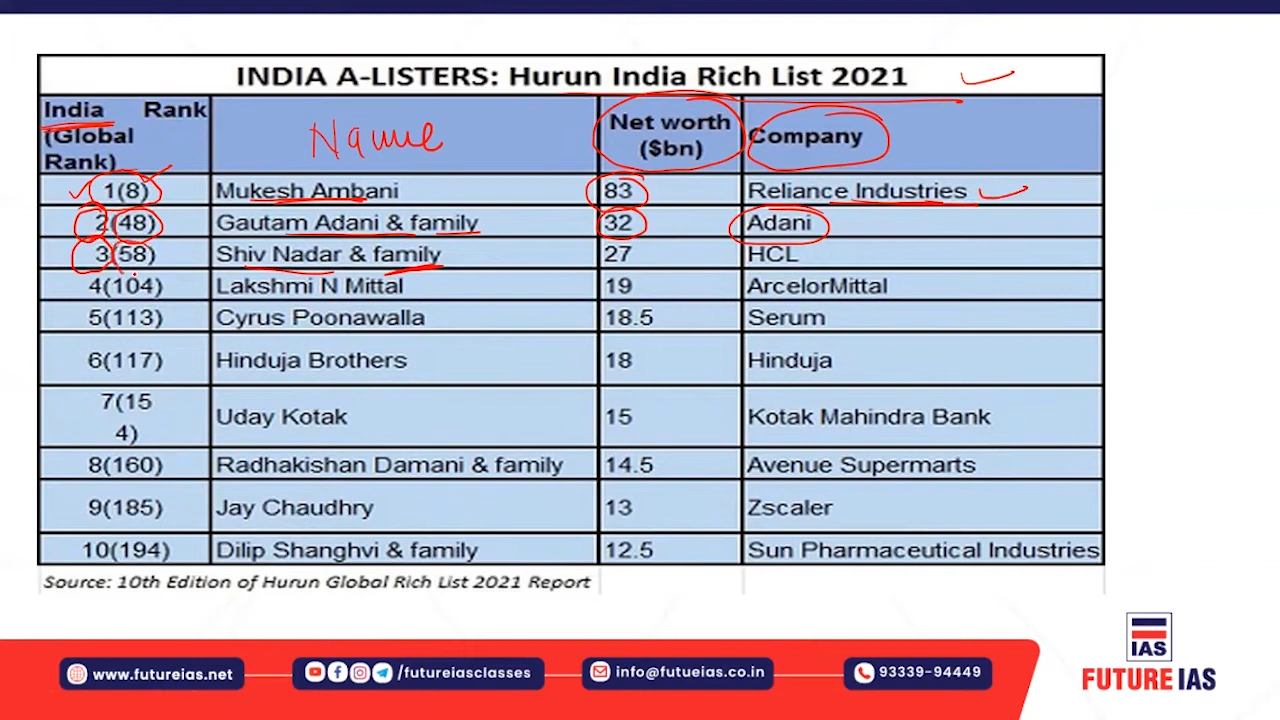 INDIA A-LISTERS: Hurun India Rich List 2021
India Rank (Global Rank) Name Net worth ($bn) Company
1(8) Mukesh Ambani 83 Reliance Industries
2(48) Gautam Adani & family 32 Adani
3(58) Shiv Nadar & family 27 HCL
4(104) Lakshmi N Mittal 19 ArcelorMittal
5(113) Cyrus Poonawalla 18.5 Serum
6(117) Hinduja Brothers 18 Hinduja
7(154) Uday Kotak 15 Kotak Mahindra Bank
8(160) Radhakishan Damani & family 14.5 Avenue Supermarts
9(185) Jay Chaudhry 13 Zscaler
10(194) Dilip Shanghvi & family 12.5 Sun Pharmaceutical Industries
Source: 10th Edition of Hurun Global Rich List 2021 Report
www.futureias.net /futureiasclasses info@futueias.co.in 93339-94449
IAS
FUTURE IAS